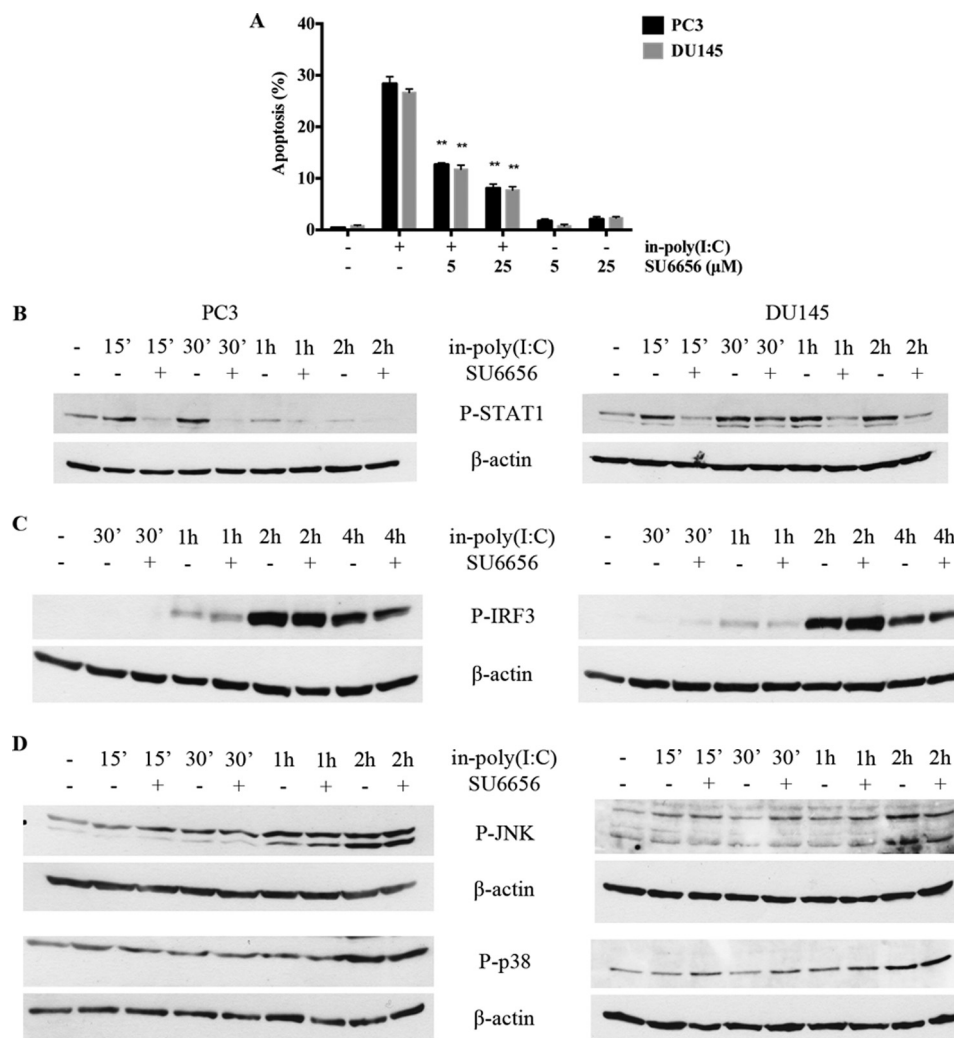 A
40
30
20
10
0
Apoptosis (%)
PC3
DU145
** ** ** **
- + + + - - in-poly(I:C)
- - 5 25 5 25 SU6656 (µM)
B PC3 DU145
- 15’ 15’ 30’ 30’ 1h 1h 2h 2h in-poly(I:C) - 15’ 15’ 30’ 30’ 1h 1h 2h 2h
- - + - + - + - + SU6656 - - + - + - + - +
P-STAT1
β-actin
C
- 30’ 30’ 1h 1h 2h 2h 4h 4h in-poly(I:C) - 30’ 30’ 1h 1h 2h 2h 4h 4h
- - + - + - + - + SU6656 - - + - + - + - +
P-IRF3
β-actin
D
- 15’ 15’ 30’ 30’ 1h 1h 2h 2h in-poly(I:C) - 15’ 15’ 30’ 30’ 1h 1h 2h 2h
- - + - + - + - + SU6656 - - + - + - + - +
P-JNK
β-actin
P-p38
β-actin